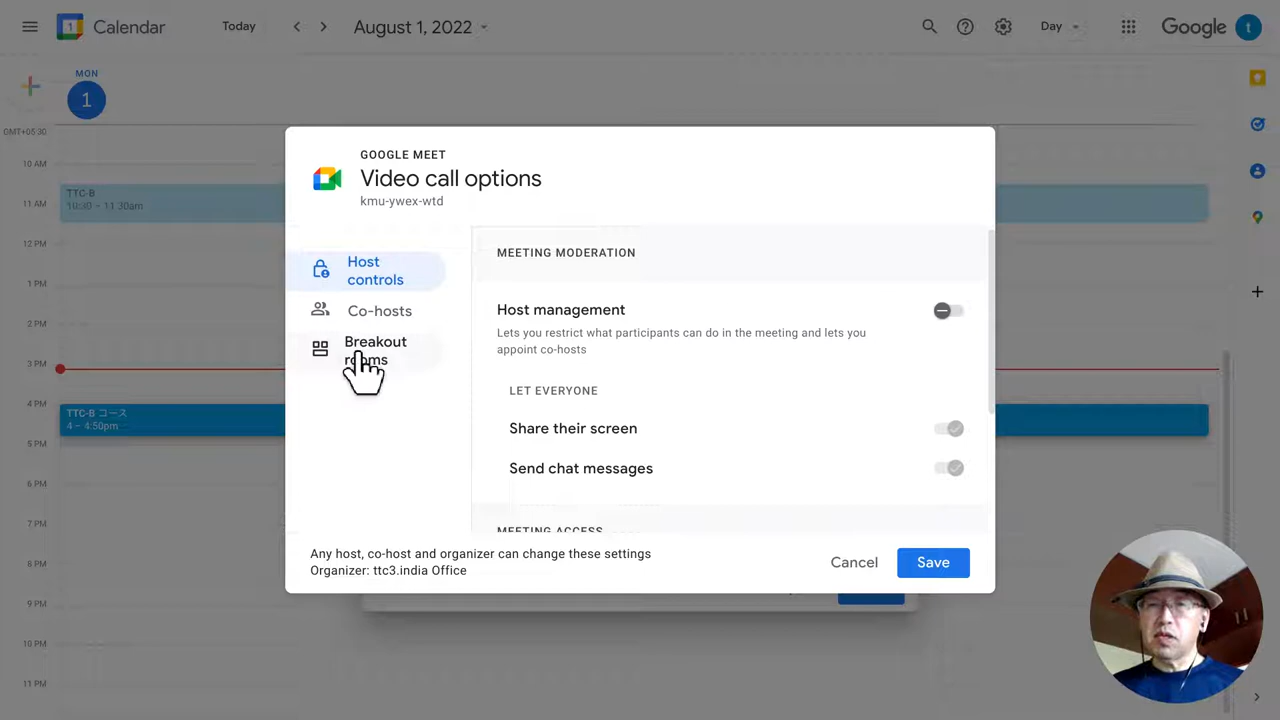 Calendar
Today
August 1, 2022
Day
Google
t
1
MON
1
GMT+05:30
10 AM
11 AM
12 PM
1 PM
2 PM
3 PM
4 PM
5 PM
6 PM
7 PM
8 PM
9 PM
10 PM
11 PM
TTC-B
10:30 – 11:30am
TTC-B コース
4 – 4:50pm
GOOGLE MEET
Video call options
kmu-ywex-wtd
Host
controls
Co-hosts
Breakout
rooms
MEETING MODERATION
Host management
Lets you restrict what participants can do in the meeting and lets you
appoint co-hosts
LET EVERYONE
Share their screen
Send chat messages
MEETING ACCESS
Any host, co-host and organizer can change these settings
Organizer: ttc3.india Office
Cancel
Save